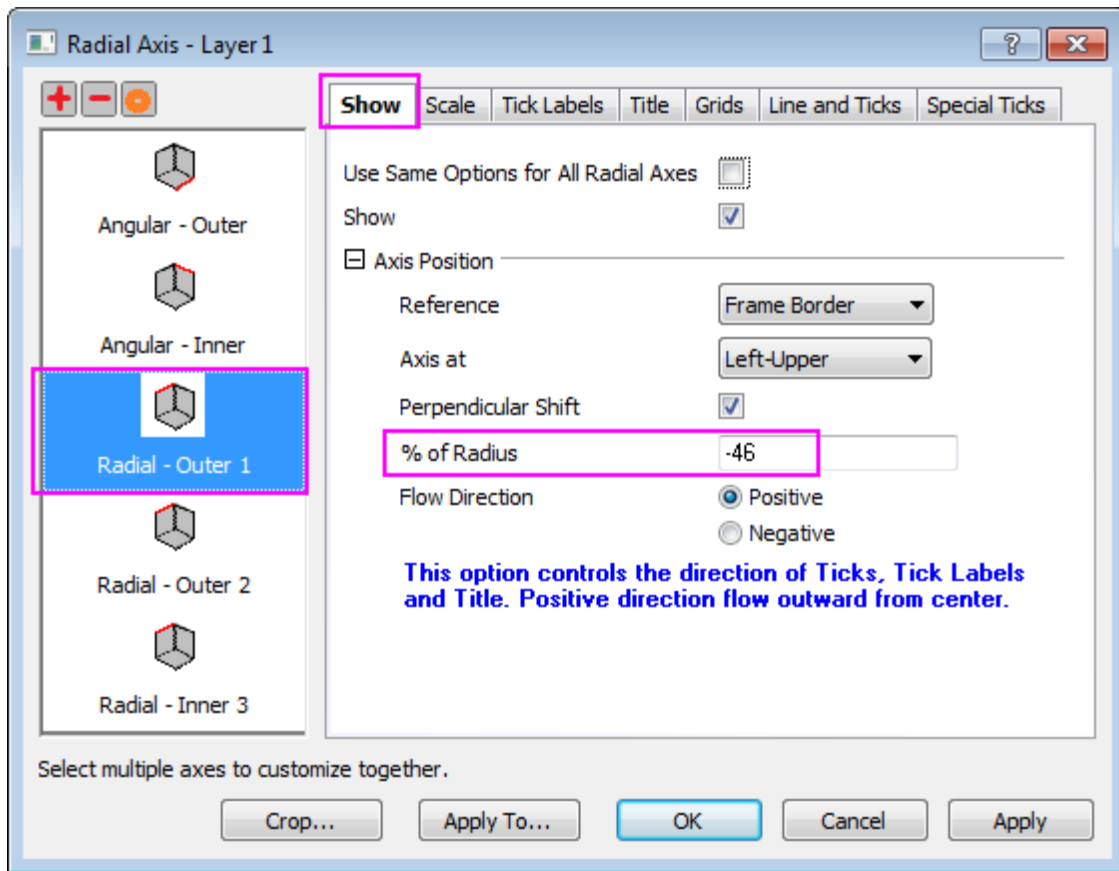 Radial Axis - Layer 1
Show Scale Tick Labels Title Grids Line and Ticks Special Ticks
Angular - Outer
Angular - Inner
Radial - Outer 1
Radial - Outer 2
Radial - Inner 3
Use Same Options for All Radial Axes
Show
Axis Position
Reference Frame Border
Axis at Left-Upper
Perpendicular Shift
% of Radius -46
Flow Direction Positive
Negative
This option controls the direction of Ticks, Tick Labels
and Title. Positive direction flow outward from center.
Select multiple axes to customize together.
Crop... Apply To... OK Cancel Apply